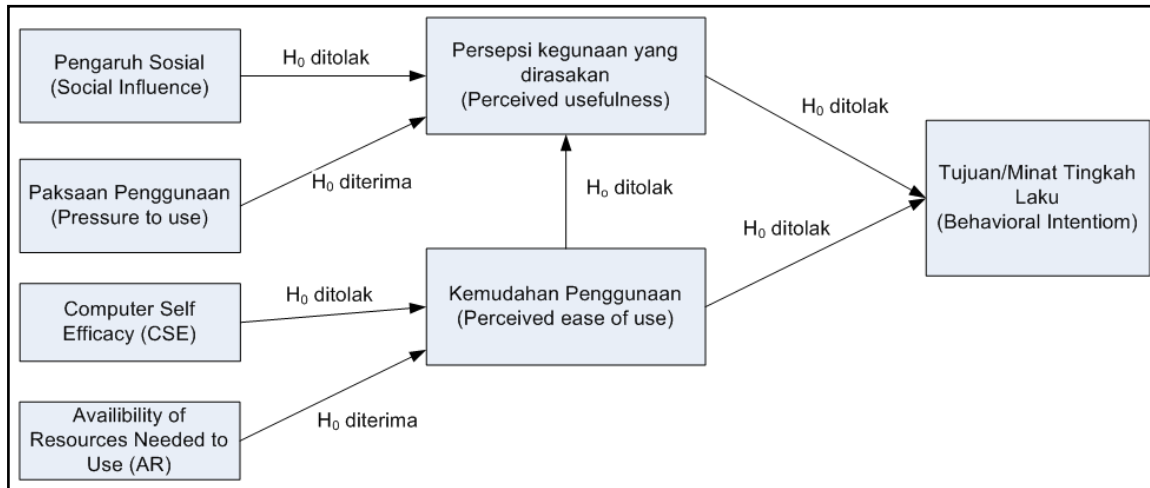 Pengaruh Sosial
(Social Influence)
H₀ ditolak
Persepsi kegunaan yang
dirasakan
(Perceived usefulness)
H₀ ditolak
Paksaan Penggunaan
(Pressure to use)
H₀ diterima
H₀ ditolak
Tujuan/Minat Tingkah
Laku
(Behavioral Intentiom)
H₀ ditolak
Computer Self
Efficacy (CSE)
H₀ ditolak
Kemudahan Penggunaan
(Perceived ease of use)
Availibility of
Resources Needed to
Use (AR)
H₀ diterima